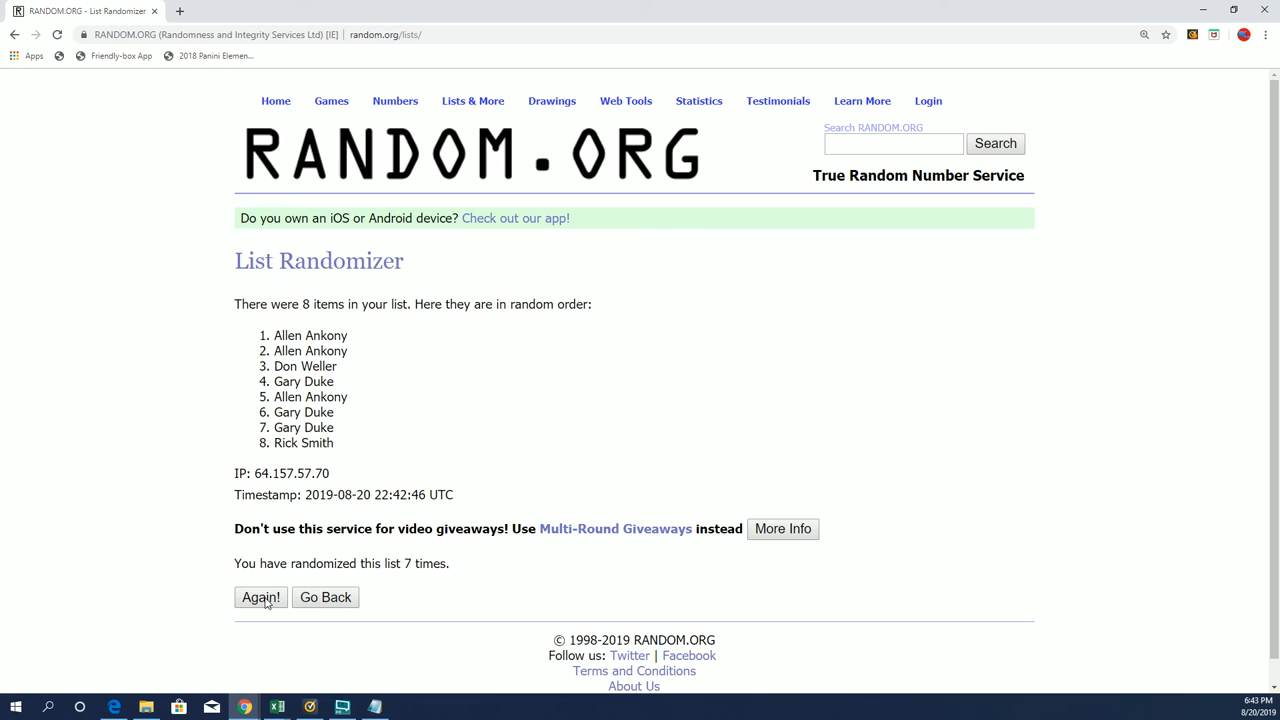 RANDOM.ORG - List Randomizer
RANDOM.ORG (Randomness and Integrity Services Ltd) [IE] | random.org/lists/
Apps Friendly-box App 2018 Panini Elemen...
Home Games Numbers Lists & More Drawings Web Tools Statistics Testimonials Learn More Login
RANDOM.ORG
Search RANDOM.ORG
Search
True Random Number Service
Do you own an iOS or Android device? Check out our app!
List Randomizer
There were 8 items in your list. Here they are in random order:
1. Allen Ankony
2. Allen Ankony
3. Don Weller
4. Gary Duke
5. Allen Ankony
6. Gary Duke
7. Gary Duke
8. Rick Smith
IP: 64.157.57.70
Timestamp: 2019-08-20 22:42:46 UTC
Don't use this service for video giveaways! Use Multi-Round Giveaways instead More Info
You have randomized this list 7 times.
Again! Go Back
© 1998-2019 RANDOM.ORG
Follow us: Twitter | Facebook
Terms and Conditions
About Us
6:43 PM
8/20/2019